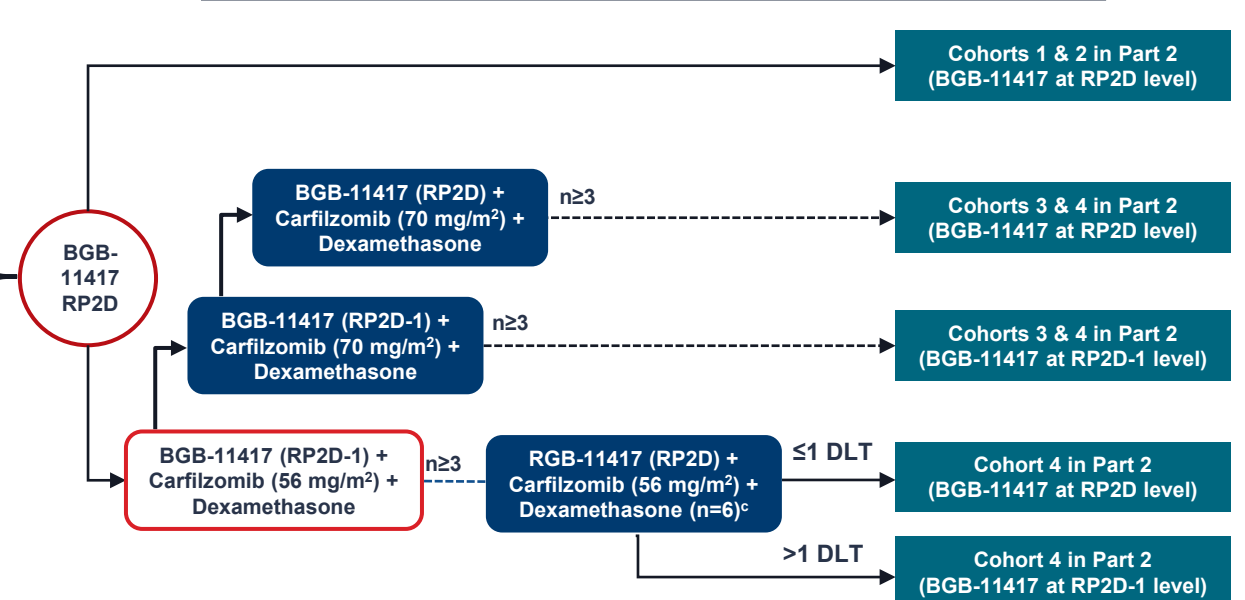 Cohorts 1 & 2 in Part 2
(BGB-11417 at RP2D level)
BGB-11417 (RP2D) +
Carfilzomib (70 mg/m²) +
Dexamethasone
n≥3
Cohorts 3 & 4 in Part 2
(BGB-11417 at RP2D level)
BGB-
11417
RP2D
BGB-11417 (RP2D-1) +
Carfilzomib (70 mg/m²) +
Dexamethasone
n≥3
Cohorts 3 & 4 in Part 2
(BGB-11417 at RP2D-1 level)
BGB-11417 (RP2D-1) +
Carfilzomib (56 mg/m²) +
Dexamethasone
n≥3
RGB-11417 (RP2D) +
Carfilzomib (56 mg/m²) +
Dexamethasone (n=6)ᶜ
≤1 DLT
Cohort 4 in Part 2
(BGB-11417 at RP2D level)
>1 DLT
Cohort 4 in Part 2
(BGB-11417 at RP2D-1 level)